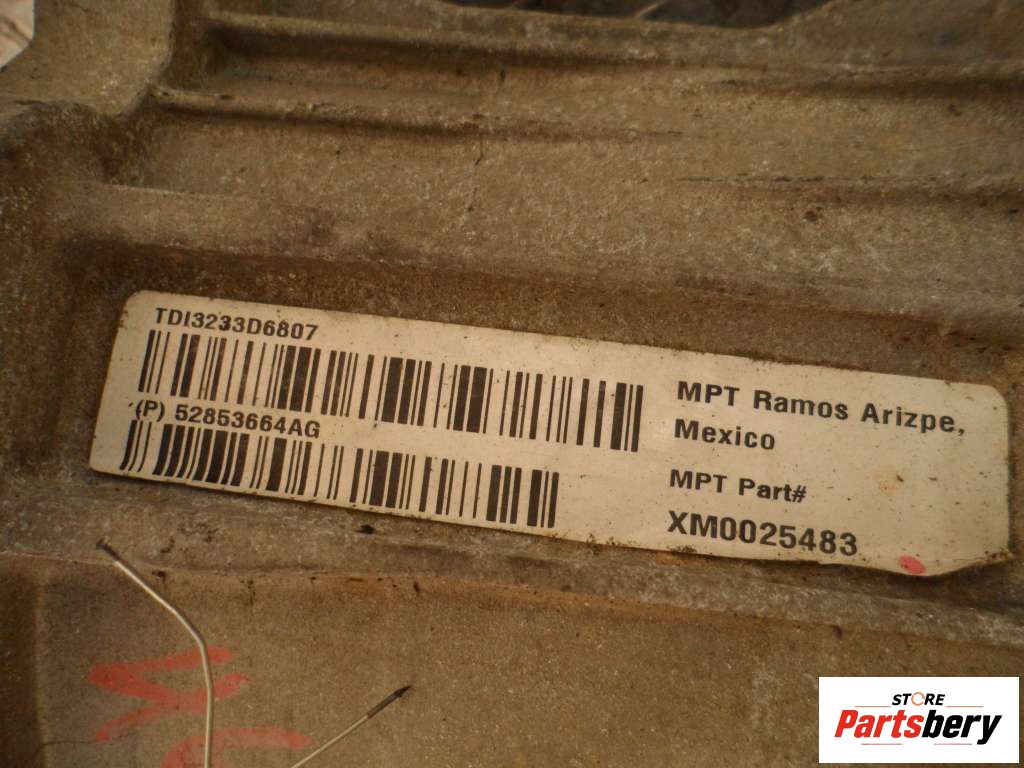 TDI3233D6807
(P) 52853664AG
MPT Ramos Arizpe,
Mexico
MPT Part#
XM0025483
STORE
Partsbery